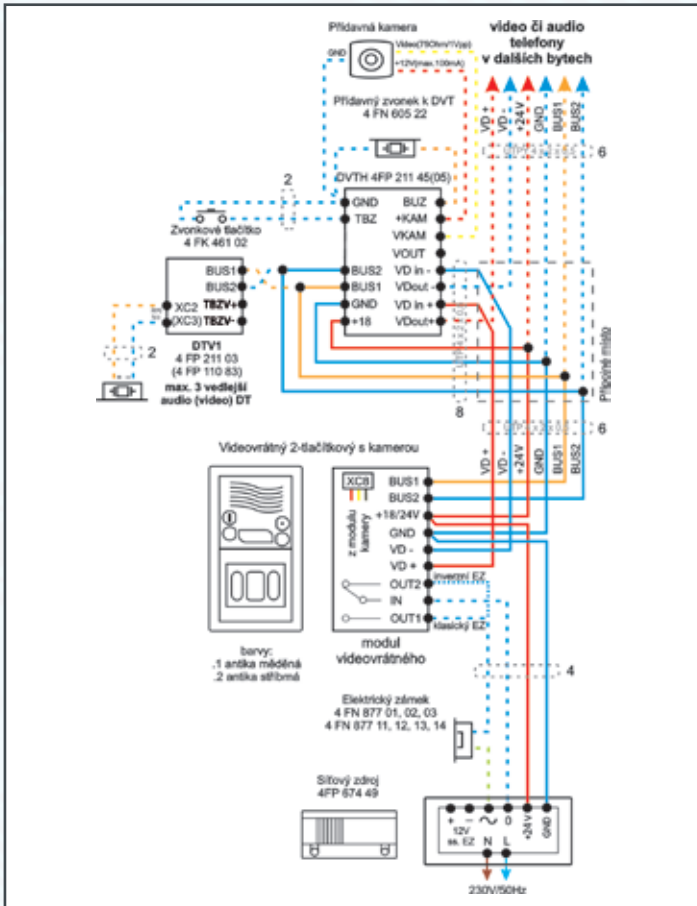 Přídavná kamera
GND
Video(75Ohm/1Vpp)
+12V(max.100mA)
video či audio
telefony
v dalších bytech
Přídavný zvonek k DVT
4 FN 605 22
VD +
VD -
+24V
GND
BUS1
BUS2
6
2
DVTH 4FP 211 45(05)
GND
TBZ
BUS2
BUS1
GND
+18
BUZ
+KAM
VKAM
VOUT
VD in -
VDout -
VD in +
VDout+
Zvonkové tlačítko
4 FK 461 02
BUS1
BUS2
XC2
TBZV+
(XC3)
TBZV-
2
DTV1
4 FP 211 03
(4 FP 110 83)
max. 3 vedlejší
audio (video) DT
Přípojné místo
8
6
VD +
VD -
+24V
GND
BUS1
BUS2
Videovrátný 2-tlačítkový s kamerou
XC8
z modulu
kamery
BUS1
BUS2
+18/24V
GND
VD -
VD +
OUT2
IN
OUT1
inverzní EZ
klasický EZ
modul
videovrátného
barvy:
.1 antika měděná
.2 antika stříbrná
4
Elektrický zámek
4 FN 877 01, 02, 03
4 FN 877 11, 12, 13, 14
Síťový zdroj
4FP 674 49
+
-
12V
ss. EZ
0
+24V
GND
N
L
230V/50Hz